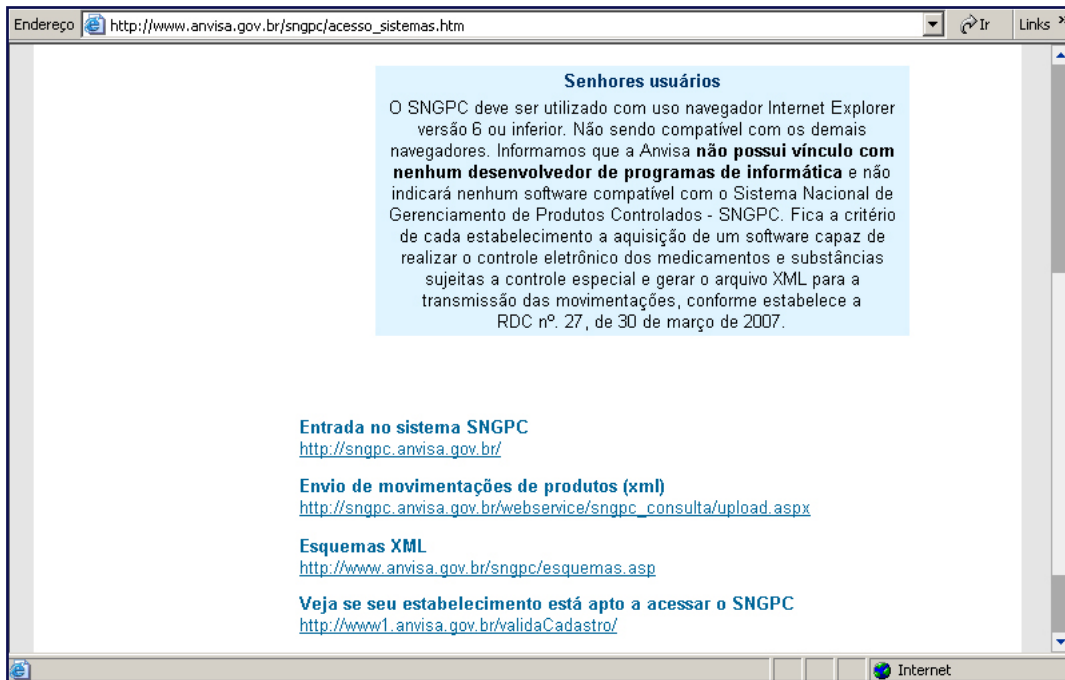 Endereço http://www.anvisa.gov.br/sngpc/acesso_sistemas.htm Ir Links »
Senhores usuários
O SNGPC deve ser utilizado com uso navegador Internet Explorer
versão 6 ou inferior. Não sendo compatível com os demais
navegadores. Informamos que a Anvisa não possui vínculo com
nenhum desenvolvedor de programas de informática e não
indicará nenhum software compatível com o Sistema Nacional de
Gerenciamento de Produtos Controlados - SNGPC. Fica a critério
de cada estabelecimento a aquisição de um software capaz de
realizar o controle eletrônico dos medicamentos e substâncias
sujeitas a controle especial e gerar o arquivo XML para a
transmissão das movimentações, conforme estabelece a
RDC nº. 27, de 30 de março de 2007.
Entrada no sistema SNGPC
http://sngpc.anvisa.gov.br/
Envio de movimentações de produtos (xml)
http://sngpc.anvisa.gov.br/webservice/sngpc_consulta/upload.aspx
Esquemas XML
http://www.anvisa.gov.br/sngpc/esquemas.asp
Veja se seu estabelecimento está apto a acessar o SNGPC
http://www1.anvisa.gov.br/validaCadastro/
Internet